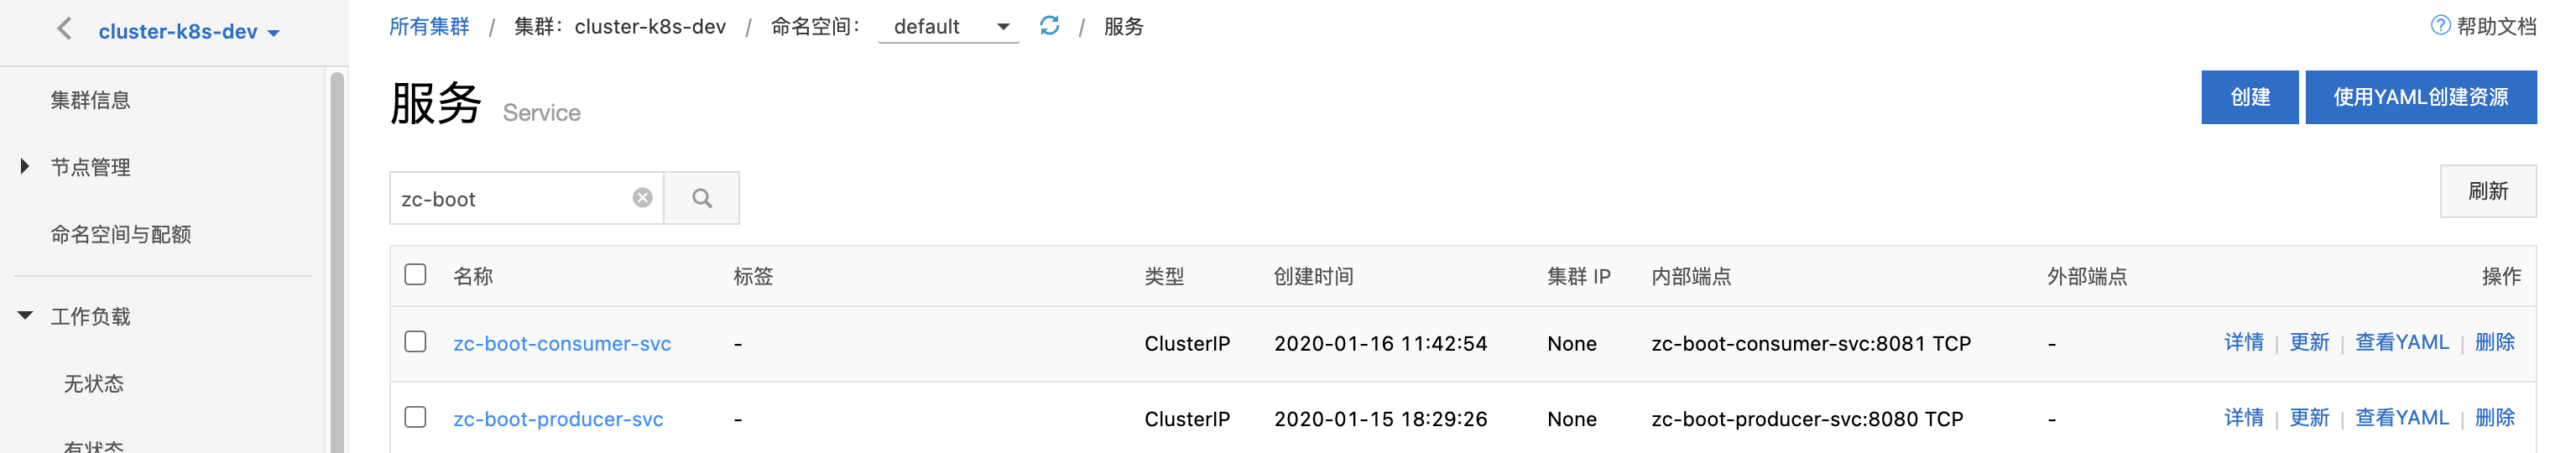 cluster-k8s-dev
所有集群 / 集群：cluster-k8s-dev / 命名空间： default / 服务
帮助文档
集群信息
节点管理
命名空间与配额
工作负载
无状态
有状态
服务 Service
创建
使用YAML创建资源
zc-boot
刷新
名称 标签 类型 创建时间 集群 IP 内部端点 外部端点 操作
zc-boot-consumer-svc - ClusterIP 2020-01-16 11:42:54 None zc-boot-consumer-svc:8081 TCP - 详情 | 更新 | 查看YAML | 删除
zc-boot-producer-svc - ClusterIP 2020-01-15 18:29:26 None zc-boot-producer-svc:8080 TCP - 详情 | 更新 | 查看YAML | 删除